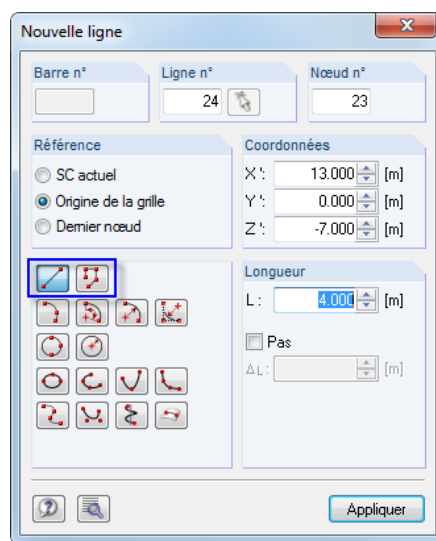 Nouvelle ligne
Barre n° Ligne n° Nœud n°
24 23
Référence Coordonnées
SC actuel X': 13.000 [m]
Origine de la grille Y': 0.000 [m]
Dernier nœud Z': -7.000 [m]
Longueur
L: 4.000 [m]
Pas
ΔL: [m]
Appliquer